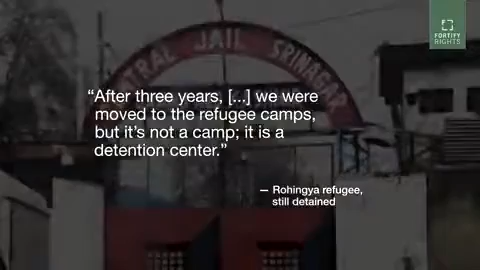 FORTIFY
RIGHTS
CENTRAL JAIL SRINAGAR
“After three years, [...] we were
moved to the refugee camps,
but it’s not a camp; it is a
detention center.”
— Rohingya refugee,
still detained